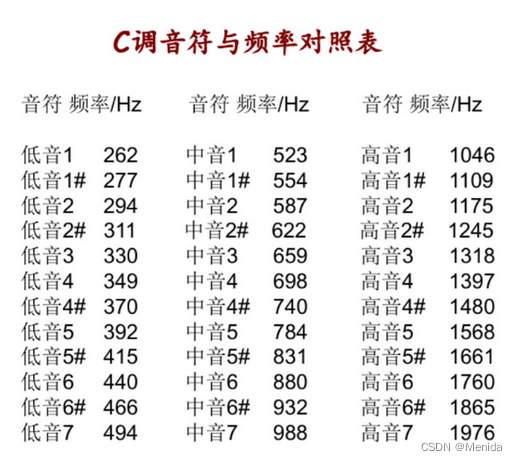 C调音符与频率对照表
音符 频率/Hz 音符 频率/Hz 音符 频率/Hz
低音1 262 中音1 523 高音1 1046
低音1# 277 中音1# 554 高音1# 1109
低音2 294 中音2 587 高音2 1175
低音2# 311 中音2# 622 高音2# 1245
低音3 330 中音3 659 高音3 1318
低音4 349 中音4 698 高音4 1397
低音4# 370 中音4# 740 高音4# 1480
低音5 392 中音5 784 高音5 1568
低音5# 415 中音5# 831 高音5# 1661
低音6 440 中音6 880 高音6 1760
低音6# 466 中音6# 932 高音6# 1865
低音7 494 中音7 988 高音7 1976
CSDN @Menida